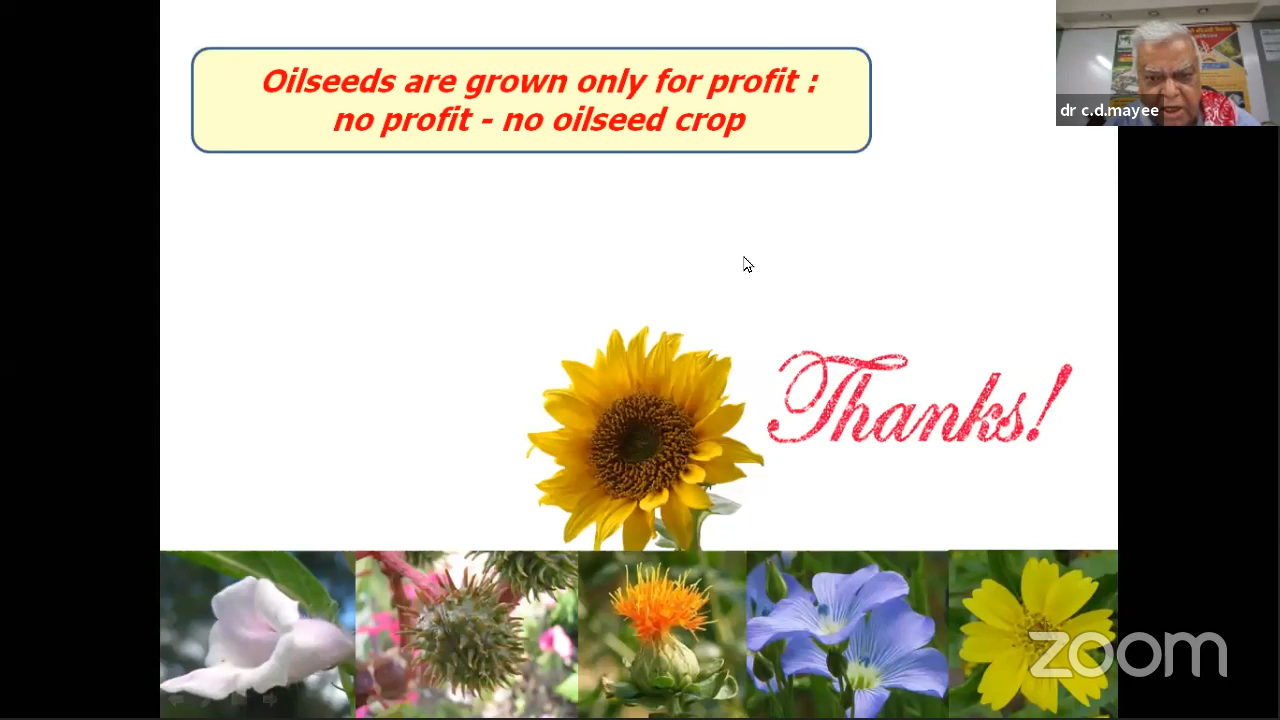 Oilseeds are grown only for profit :
no profit - no oilseed crop
dr c.d.mayee
Thanks!
zoom